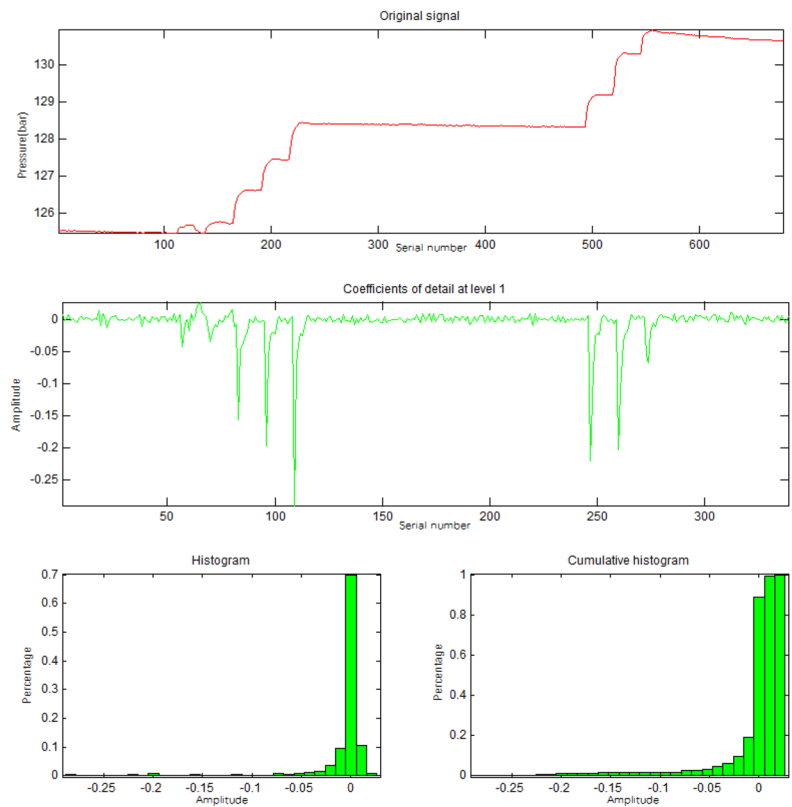 Original signal
130
129
128
127
126
Pressure(bar)
100 200 300 400 500 600
Serial number
Coefficients of detail at level 1
0
-0.05
-0.1
-0.15
-0.2
-0.25
Amplitude
50 100 150 200 250 300
Serial number
Histogram
0.7
0.6
0.5
0.4
0.3
0.2
0.1
0
Percentage
-0.25 -0.2 -0.15 -0.1 -0.05 0
Amplitude
Cumulative histogram
1
0.8
0.6
0.4
0.2
0
Percentage
-0.25 -0.2 -0.15 -0.1 -0.05 0
Amplitude